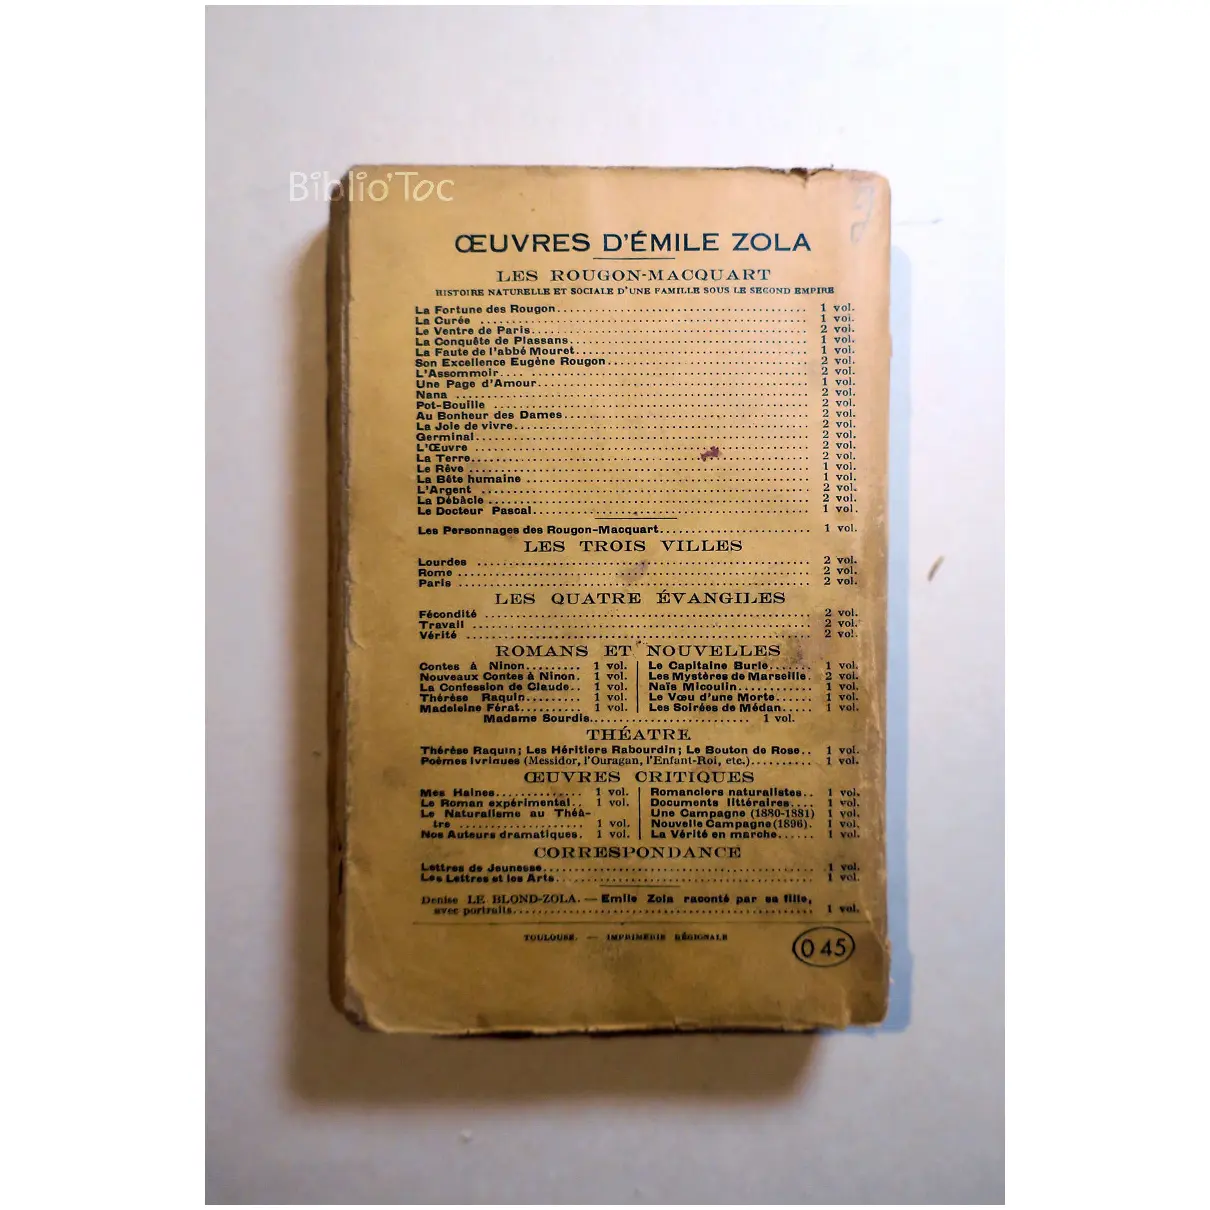 Biblio'Toc
ŒUVRES D'ÉMILE ZOLA
LES ROUGON-MACQUART
HISTOIRE NATURELLE ET SOCIALE D'UNE FAMILLE SOUS LE SECOND EMPIRE
La Fortune des Rougon 1 vol.
La Curée 1 vol.
Le Ventre de Paris 2 vol.
La Conquête de Plassans 1 vol.
La Faute de l'abbé Mouret 1 vol.
Son Excellence Eugène Rougon 2 vol.
L'Assommoir 2 vol.
Une Page d'Amour 1 vol.
Nana 2 vol.
Pot-Bouille 2 vol.
Au Bonheur des Dames 2 vol.
La Joie de vivre 2 vol.
Germinal 2 vol.
L'Œuvre 2 vol.
La Terre 2 vol.
Le Rêve 1 vol.
La Bête humaine 1 vol.
L'Argent 2 vol.
La Débâcle 2 vol.
Le Docteur Pascal 1 vol.
Les Personnages des Rougon-Macquart 1 vol.
LES TROIS VILLES
Lourdes 2 vol.
Rome 2 vol.
Paris 2 vol.
LES QUATRE ÉVANGILES
Fécondité 2 vol.
Travail 2 vol.
Vérité 2 vol.
ROMANS ET NOUVELLES
Contes à Ninon 1 vol.
Nouveaux Contes à Ninon. 1 vol.
La Confession de Claude 1 vol.
Thérèse Raquin 1 vol.
Madeleine Férat 1 vol.
Le Capitaine Burle 1 vol.
Les Mystères de Marseille. 2 vol.
Naïs Micoulin 1 vol.
Le Vœu d'une Morte 1 vol.
Les Soirées de Médan 1 vol.
Madame Sourdis 1 vol.
THÉATRE
Thérèse Raquin; Les Héritiers Rabourdin; Le Bouton de Rose 1 vol.
Poèmes lyriques (Messidor, l'Ouragan, l'Enfant-Roi, etc.) 1 vol.
ŒUVRES CRITIQUES
Mes Haines 1 vol.
Le Roman expérimental 1 vol.
Le Naturalisme au Théâ-
tre 1 vol.
Nos Auteurs dramatiques. 1 vol.
Romanciers naturalistes 1 vol.
Documents littéraires 1 vol.
Une Campagne (1880-1881) 1 vol.
Nouvelle Campagne (1896). 1 vol.
La Vérité en marche 1 vol.
CORRESPONDANCE
Lettres de Jeunesse 1 vol.
Les Lettres et les Arts 1 vol.
Denise LE BLOND-ZOLA. — Emile Zola raconté par sa fille,
avec portraits 1 vol.
TOULOUSE. — IMPRIMERIE RÉGIONALE
O 45